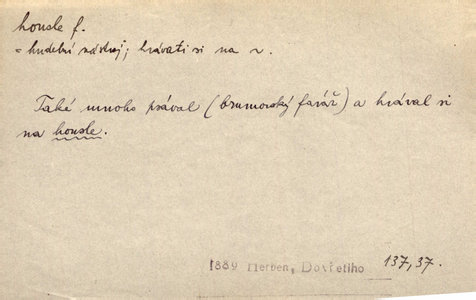 housle f.
= hudební nástroj; hrávati si na ~.
Také mnoho psával (brumovský farář) a hrával si
na housle.
1889 Herben, Do třetího 137,37.